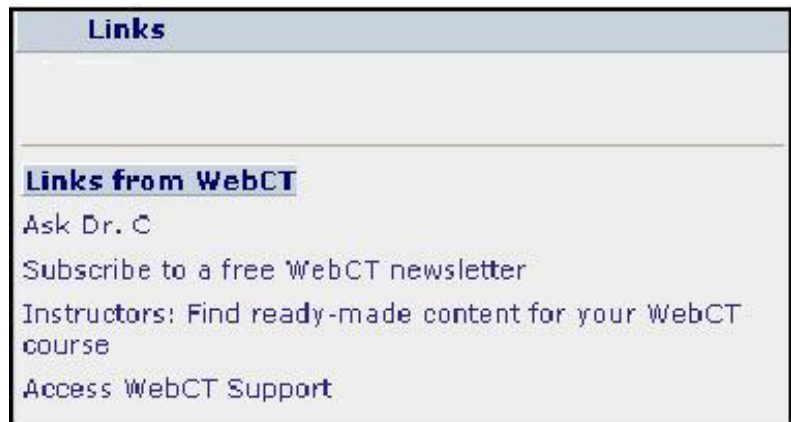 Links
Links from WebCT
Ask Dr. C
Subscribe to a free WebCT newsletter
Instructors: Find ready-made content for your WebCT
course
Access WebCT Support